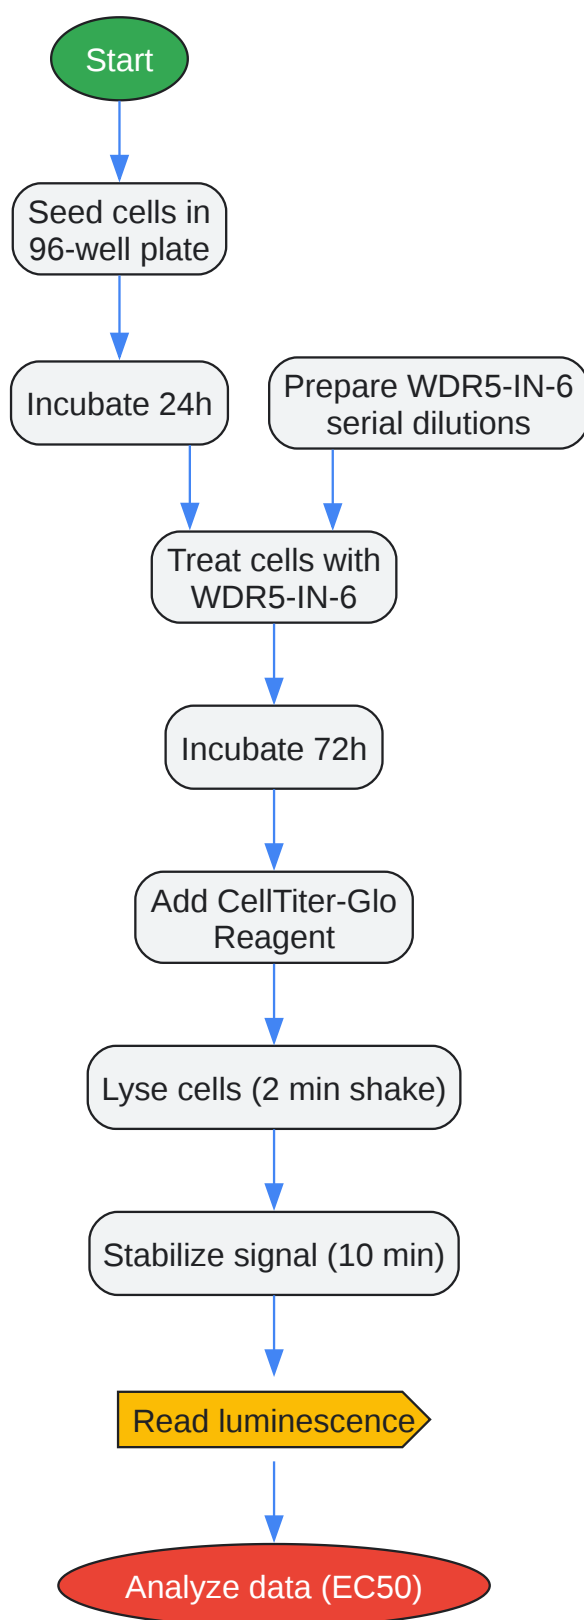 Start
Seed cells in
96-well plate
Incubate 24h
Prepare WDR5-IN-6
serial dilutions
Treat cells with
WDR5-IN-6
Incubate 72h
Add CellTiter-Glo
Reagent
Lyse cells (2 min shake)
Stabilize signal (10 min)
Read luminescence
Analyze data (EC50)